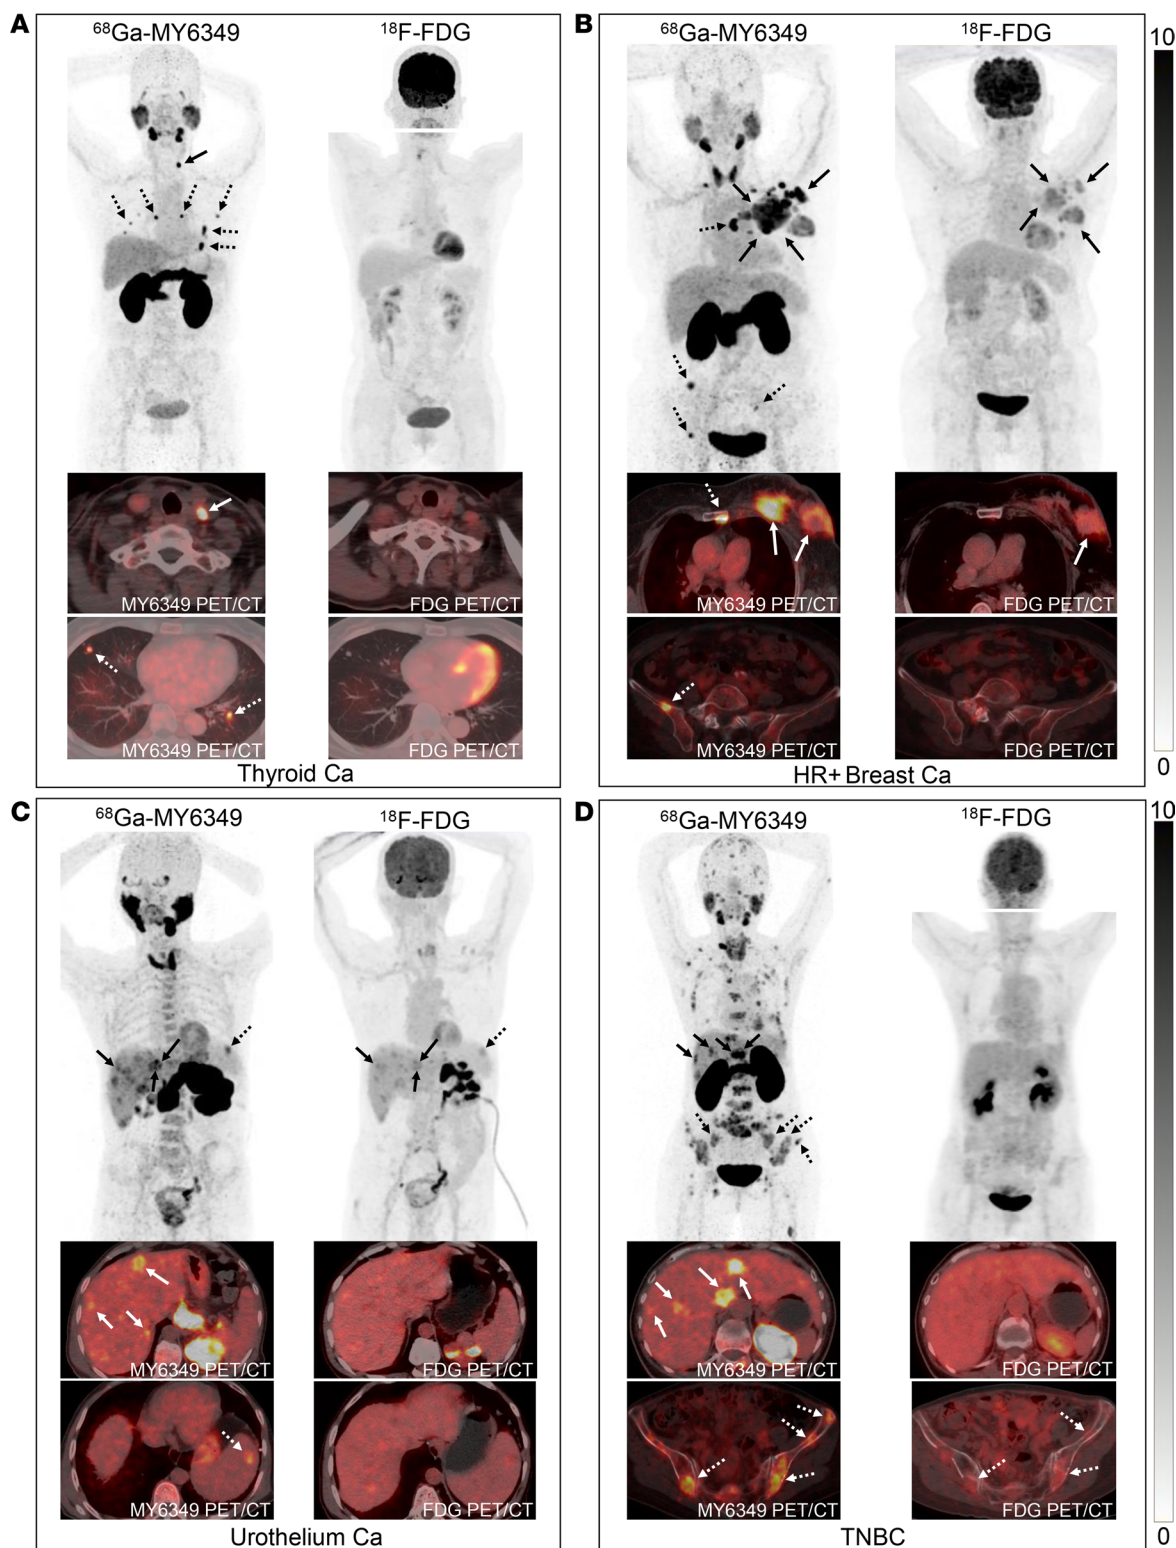 A
⁶⁸Ga-MY6349
¹⁸F-FDG
MY6349 PET/CT
FDG PET/CT
MY6349 PET/CT
FDG PET/CT
Thyroid Ca
B
⁶⁸Ga-MY6349
¹⁸F-FDG
10
MY6349 PET/CT
FDG PET/CT
MY6349 PET/CT
FDG PET/CT
0
HR+ Breast Ca
C
⁶⁸Ga-MY6349
¹⁸F-FDG
MY6349 PET/CT
FDG PET/CT
MY6349 PET/CT
FDG PET/CT
Urothelium Ca
D
⁶⁸Ga-MY6349
¹⁸F-FDG
10
MY6349 PET/CT
FDG PET/CT
MY6349 PET/CT
FDG PET/CT
0
TNBC